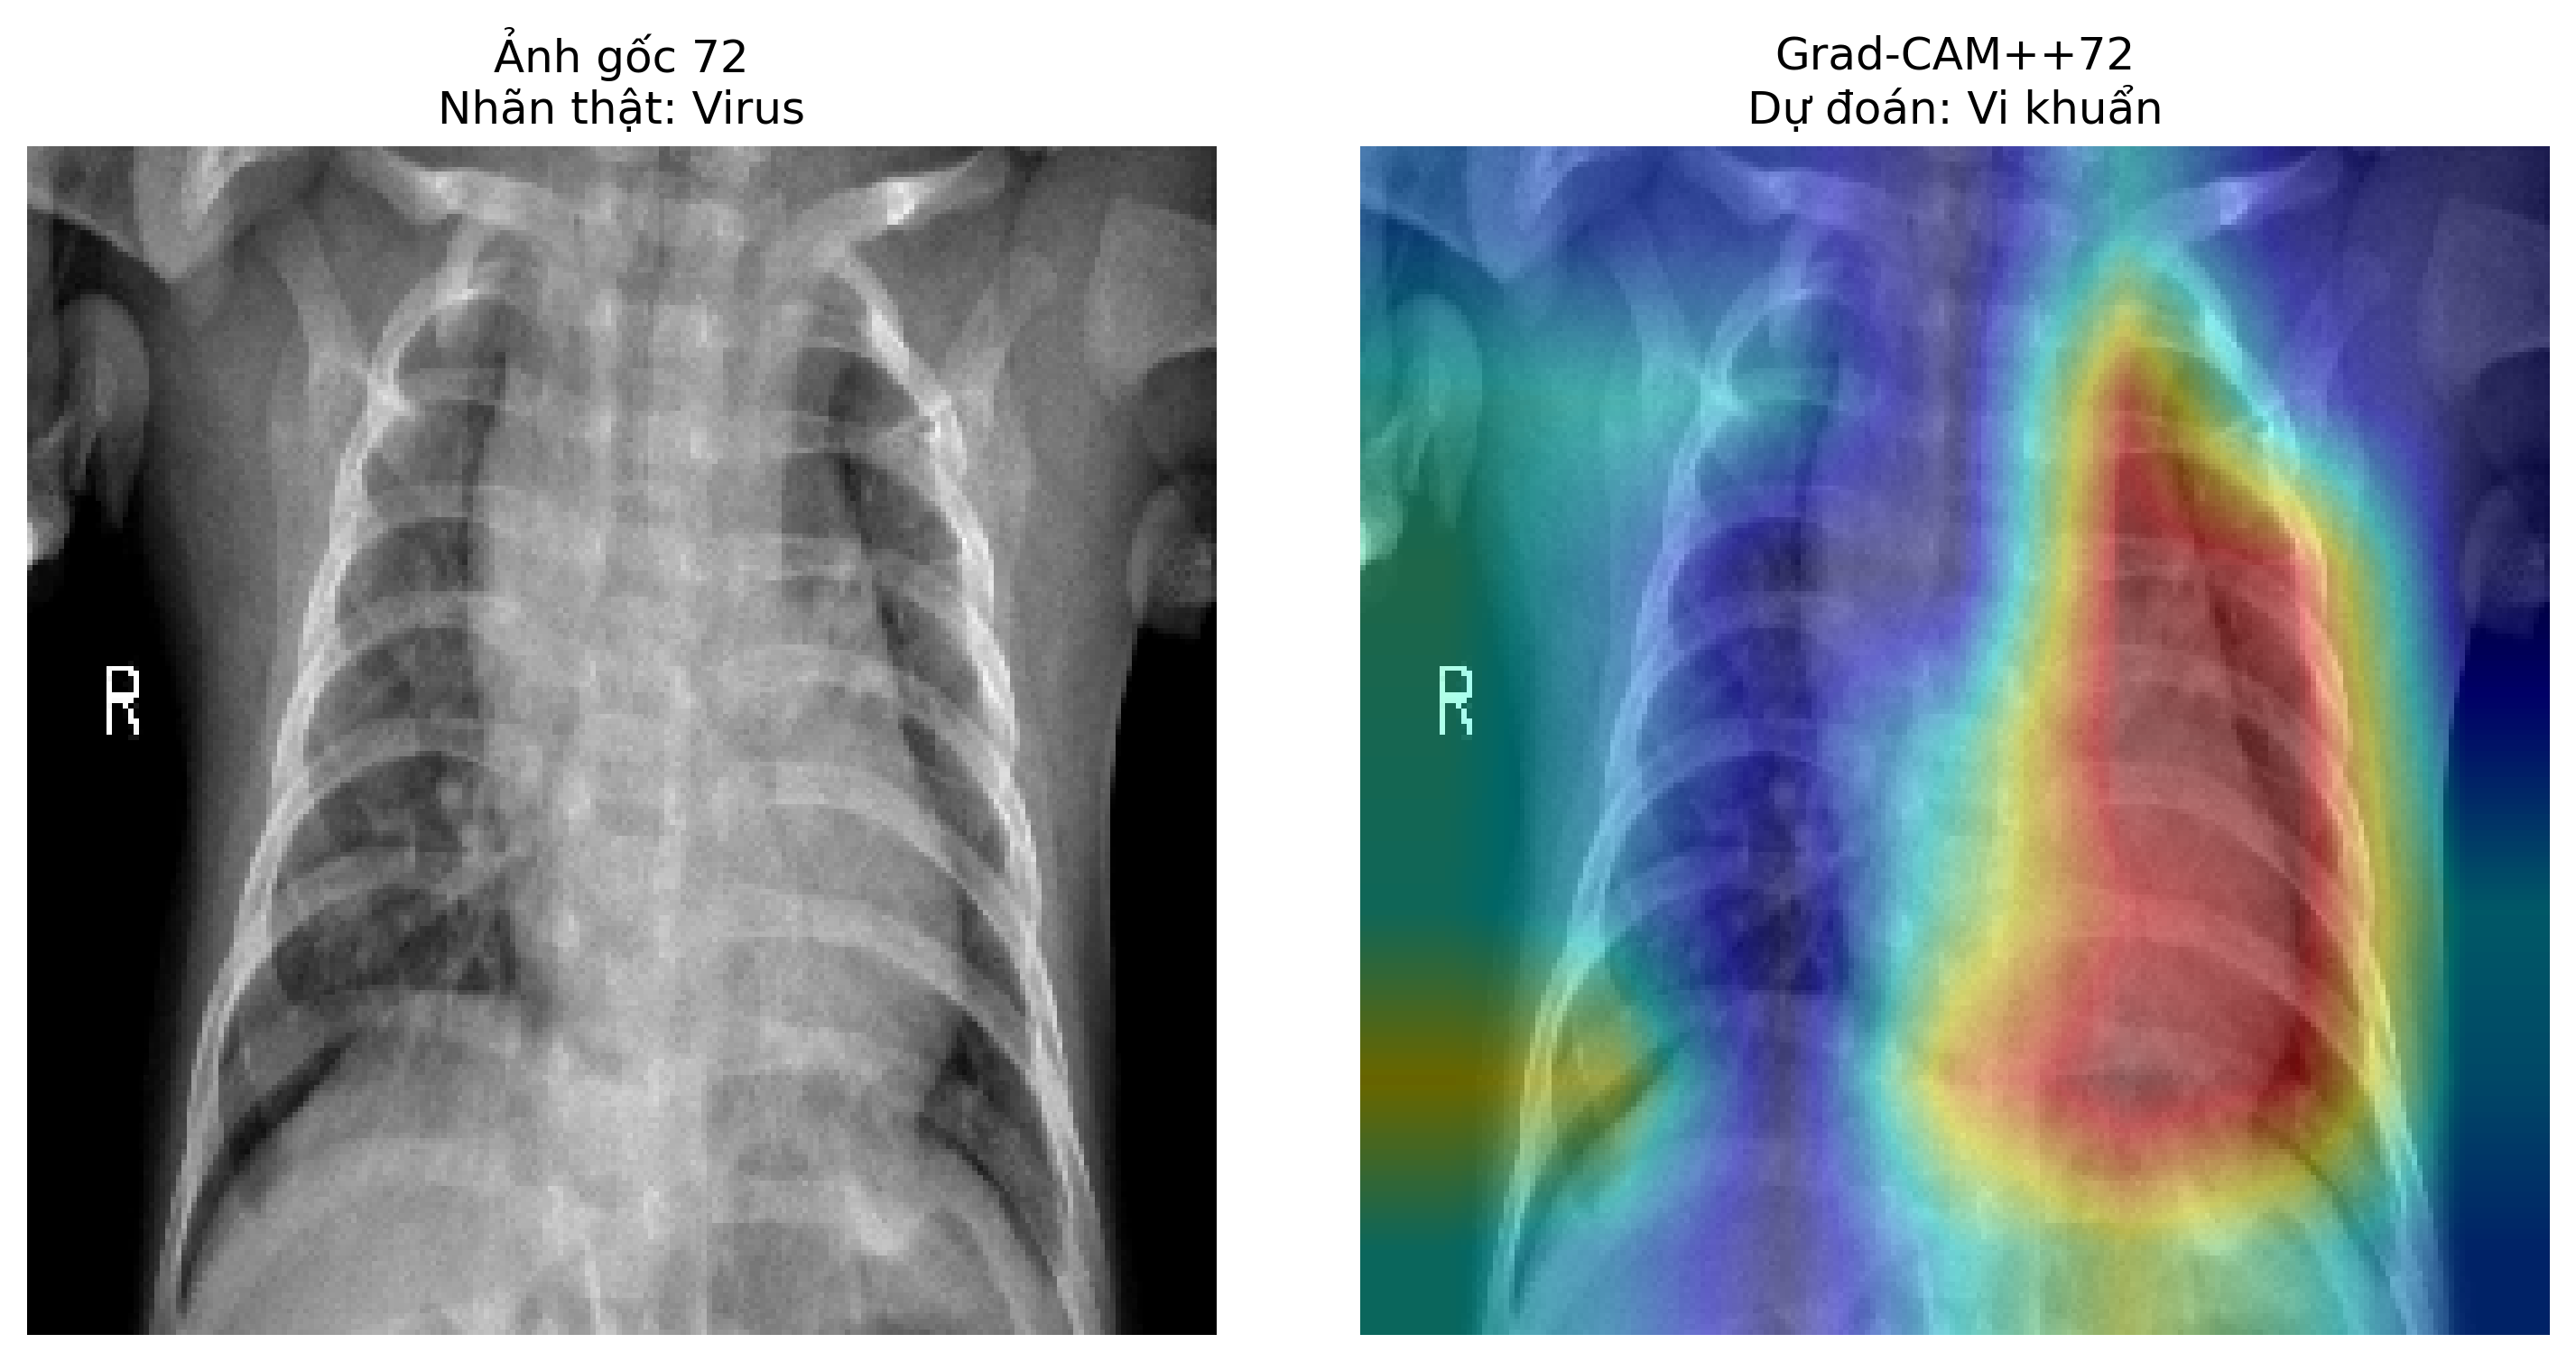 Ảnh gốc 72
Nhãn thật: Virus
Grad-CAM++72
Dự đoán: Vi khuẩn
R
R